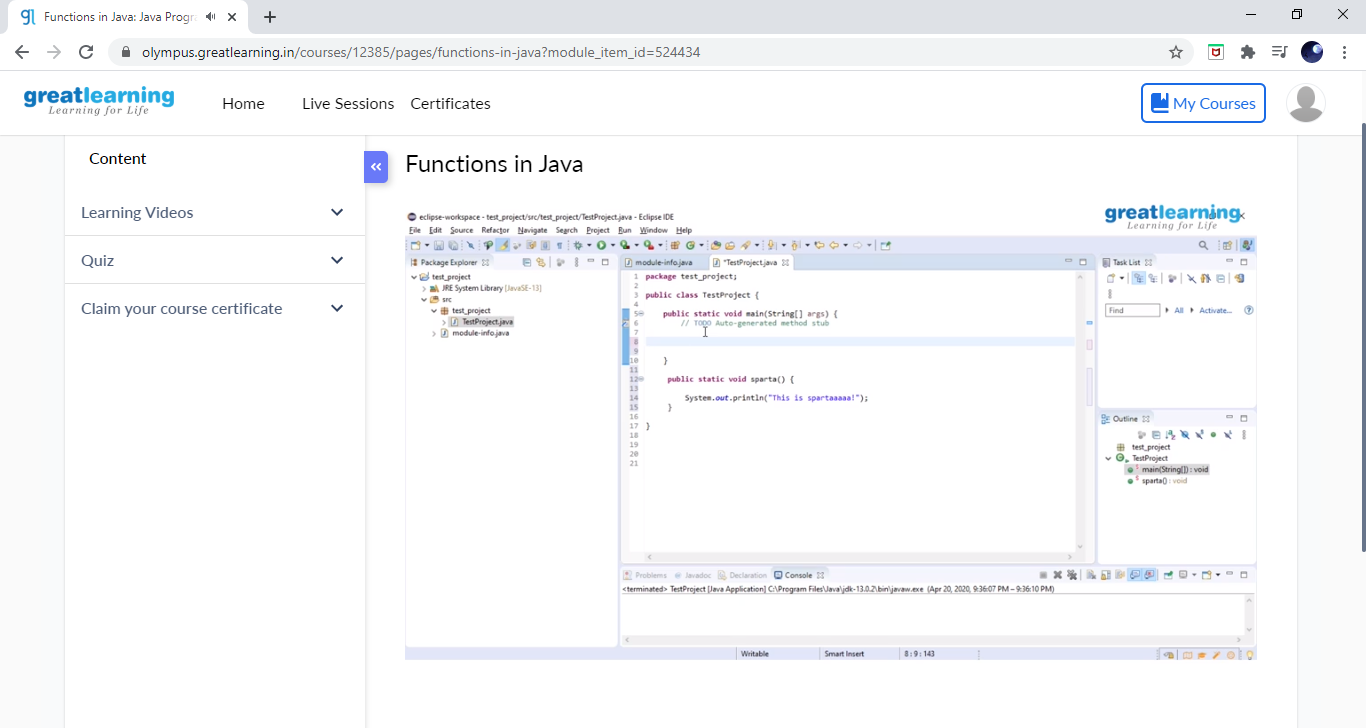 Functions in Java: Java Progr
olympus.greatlearning.in/courses/12385/pages/functions-in-java?module_item_id=524434
greatlearning
Learning for Life
Home Live Sessions Certificates My Courses
Content
Learning Videos
Quiz
Claim your course certificate
Functions in Java
eclipse-workspace - test_project/src/test_project/TestProject.java - Eclipse IDE
greatlearning
Learning for Life
File Edit Source Refactor Navigate Search Project Run Window Help
Package Explorer
test_project
JRE System Library [JavaSE-13]
src
test_project
TestProject.java
module-info.java
module-info.java *TestProject.java
1 package test_project;
2
3 public class TestProject {
4
5 public static void main(String[] args) {
6 // TODO Auto-generated method stub
7
8
9
10 }
11
12 public static void sparta() {
13
14 System.out.println("This is spartaaaaa!");
15 }
16
17 }
18
19
20
21
Task List
Find All Activate...
Outline
test_project
TestProject
main(String[]) : void
sparta() : void
Problems Javadoc Declaration Console
<terminated> TestProject [Java Application] C:\Program Files\Java\jdk-13.0.2\bin\javaw.exe (Apr 20, 2020, 9:36:07 PM – 9:36:10 PM)
Writable Smart Insert 8 : 9 : 143